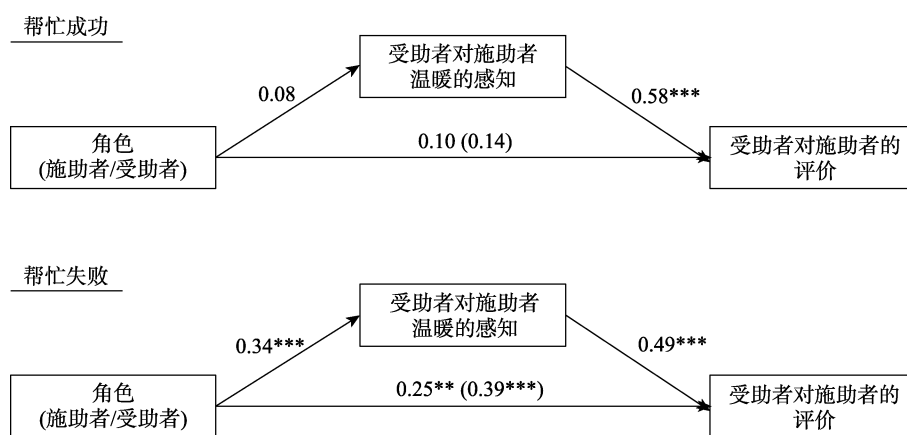 帮忙成功
受助者对施助者
温暖的感知
0.08
0.58***
角色
(施助者/受助者)
0.10 (0.14)
受助者对施助者的
评价
帮忙失败
受助者对施助者
温暖的感知
0.34***
0.49***
角色
(施助者/受助者)
0.25** (0.39***)
受助者对施助者的
评价